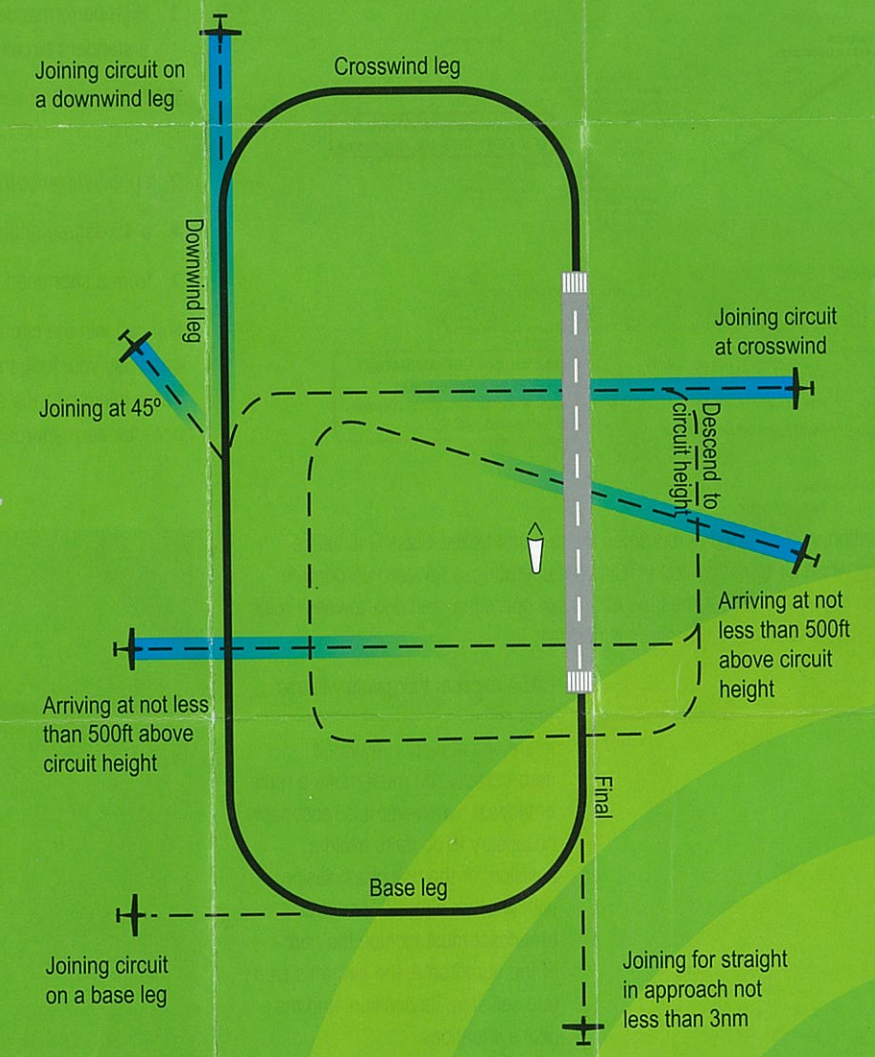 Joining circuit on
a downwind leg
Crosswind leg
Downwind leg
Joining circuit
at crosswind
Joining at 45º
Descend to
circuit height
Arriving at not
less than 500ft
above circuit
height
Arriving at not less
than 500ft above
circuit height
Final
Base leg
Joining circuit
on a base leg
Joining for straight
in approach not
less than 3nm